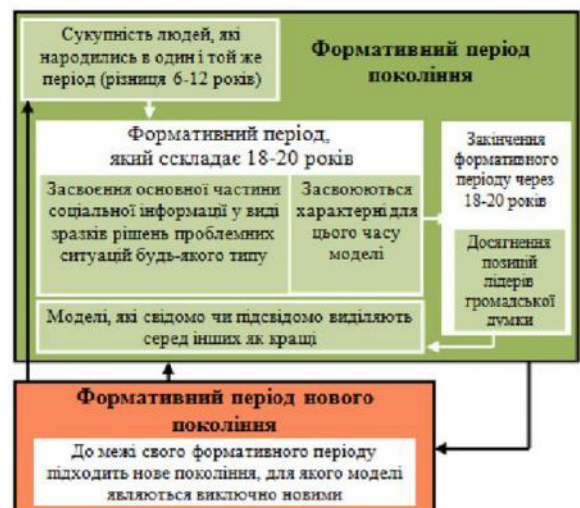 Сукупність людей, які
народились в один і той же
період (різниця 6-12 років)
Формативний період
покоління
Формативний період,
який сскладає 18-20 років
Засвоєння основної частини
соціальної інформації у виді
зразків рішень проблемних
ситуацій будь-якого типу
Засвоюються
характерні для
цього часу
моделі
Закінчення
формативного
періоду через
18-20 років
Досягнення
позицій
лідерів
громадської
думки
Моделі, які свідомо чи підсвідомо виділяють
серед інших як кращі
Формативний період нового
покоління
До межі свого формативного періоду
підходить нове покоління, для якого моделі
являються виключно новими